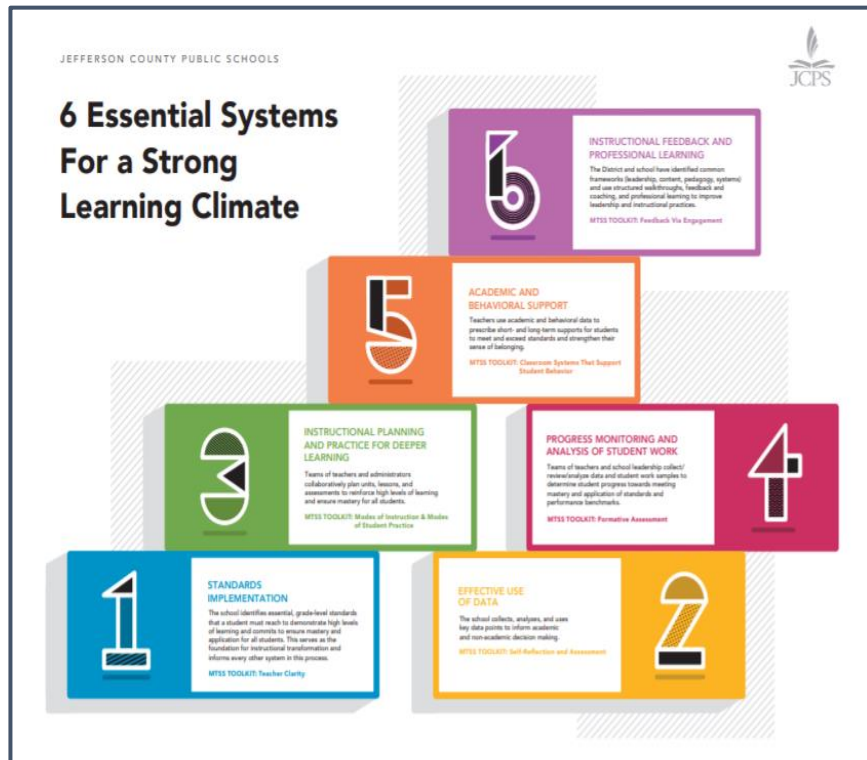 JEFFERSON COUNTY PUBLIC SCHOOLS
JCPS
6 Essential Systems
For a Strong
Learning Climate
6
INSTRUCTIONAL FEEDBACK AND
PROFESSIONAL LEARNING
The District and school have identified common
frameworks (leadership, content, pedagogy, systems)
and use structured walkthroughs, feedback and
coaching, and professional learning to improve
leadership and instructional practices.
MTSS TOOLKIT: Feedback Via Engagement
5
ACADEMIC AND
BEHAVIORAL SUPPORT
Teachers use academic and behavioral data to
prescribe short- and long-term supports for students
to meet and exceed standards and strengthen their
sense of belonging.
MTSS TOOLKIT: Classroom Systems That Support
Student Behavior
3
INSTRUCTIONAL PLANNING
AND PRACTICE FOR DEEPER
LEARNING
Teams of teachers and administrators
collaboratively plan units, lessons, and
assessments to reinforce high levels of learning
and ensure mastery for all students.
MTSS TOOLKIT: Modes of Instruction & Modes
of Student Practice
4
PROGRESS MONITORING AND
ANALYSIS OF STUDENT WORK
Teams of teachers and school leadership collect/
review/analyze data and student work samples to
determine student progress towards meeting
mastery and application of standards and
performance benchmarks.
MTSS TOOLKIT: Formative Assessment
1
STANDARDS
IMPLEMENTATION
The school identifies essential, grade-level standards
that a student must reach to demonstrate high levels
of learning and commits to ensure mastery and
application for all students. This serves as the
foundation for instructional transformation and
informs every other system in this process.
MTSS TOOLKIT: Teacher Clarity
2
EFFECTIVE USE
OF DATA
The school collects, analyzes, and uses
key data points to inform academic
and non-academic decision making.
MTSS TOOLKIT: Self-Reflection and Assessment